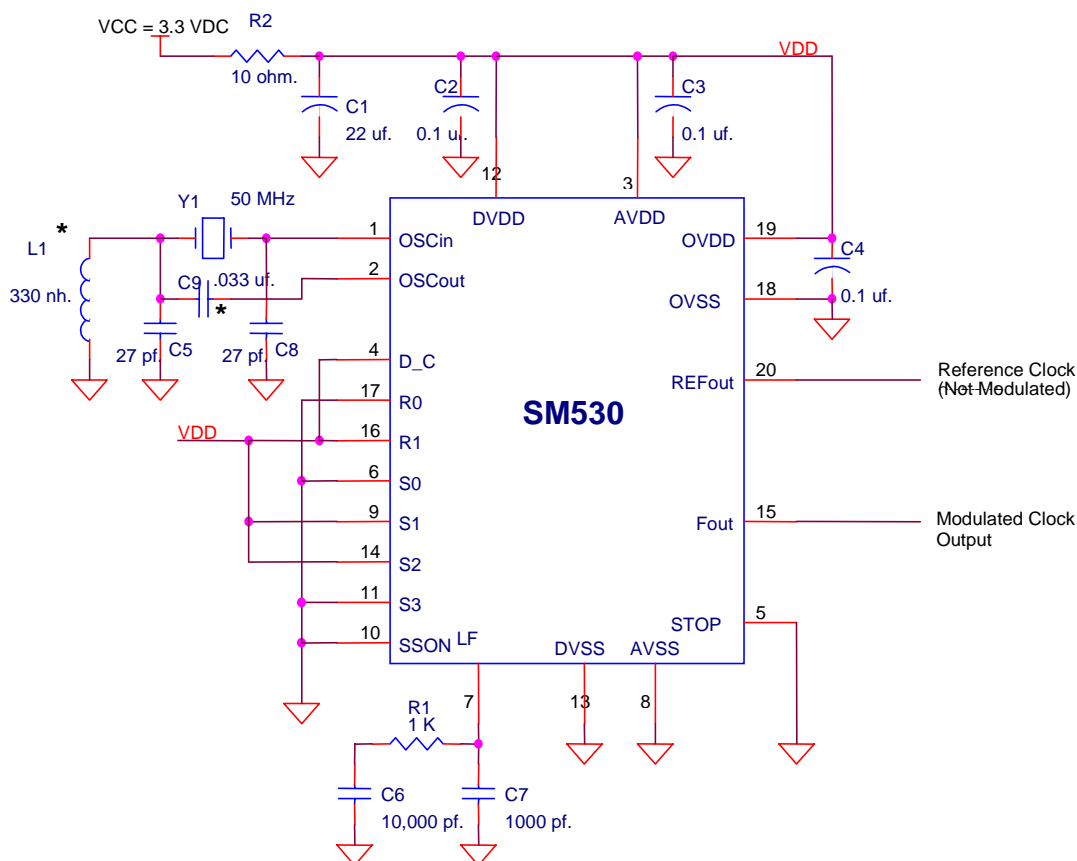 VCC = 3.3 VDC
R2
10 ohm.
VDD
C1
22 uf.
C2
0.1 uf.
C3
0.1 uf.
12
3
DVDD
AVDD
Y1
50 MHz
*
L1
330 nh.
C9
.033 uf.
*
C5
27 pf.
C8
27 pf.
1
OSCin
2
OSCout
4
D_C
17
R0
VDD
16
R1
6
S0
9
S1
14
S2
11
S3
10
SSON
LF
SM530
OVDD
19
C4
0.1 uf.
OVSS
18
REFout
20
Reference Clock
(Not Modulated)
Fout
15
Modulated Clock
Output
STOP
5
DVSS
AVSS
7
13
8
R1
1 K
C6
10,000 pf.
C7
1000 pf.